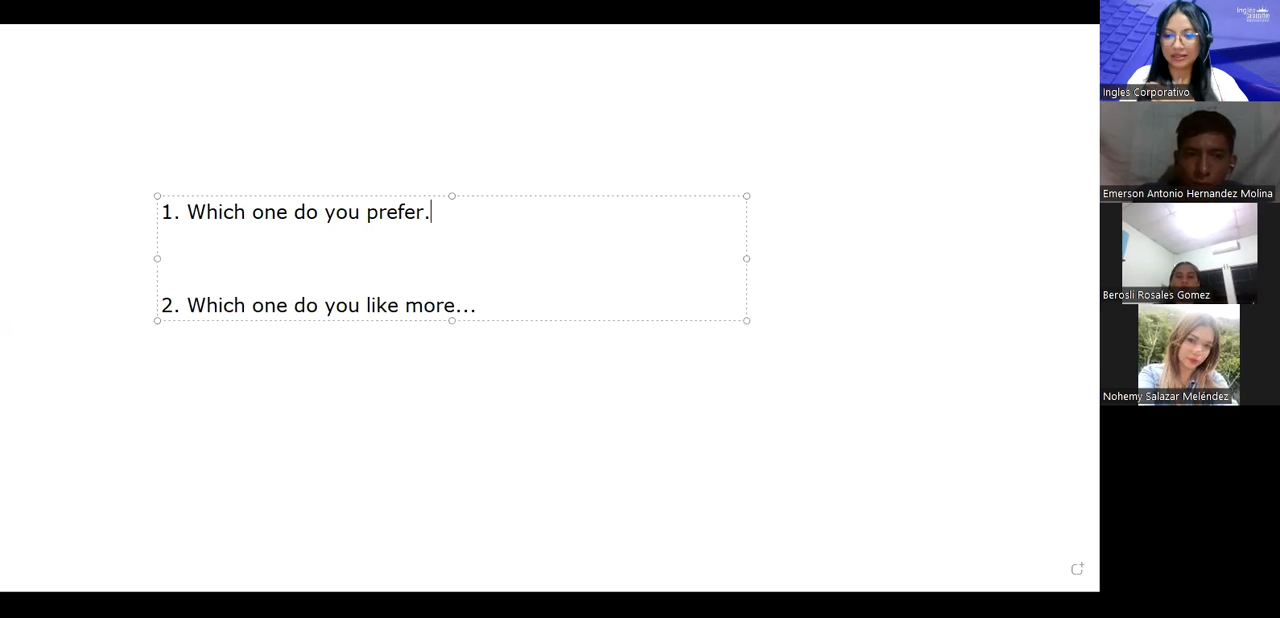 1. Which one do you prefer.
2. Which one do you like more...
Ingles Corporativo
Emerson Antonio Hernandez Molina
Berosli Rosales Gomez
Nohemy Salazar Meléndez